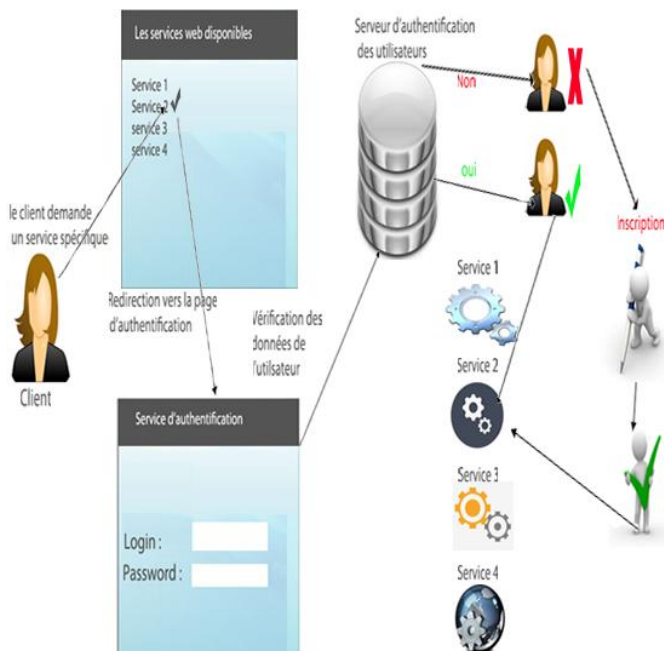 Les services web disponibles
Service 1
Service 2
service 3
service 4
le client demande
un service spécifique
Client
Redirection vers la page
d'authentification
Vérification des
données de
l'utilsateur
Service d'authentification
Login :
Password :
Serveur d'authentification
des utilisateurs
Non
oui
Inscription
Service 1
Service 2
Service 3
Service 4